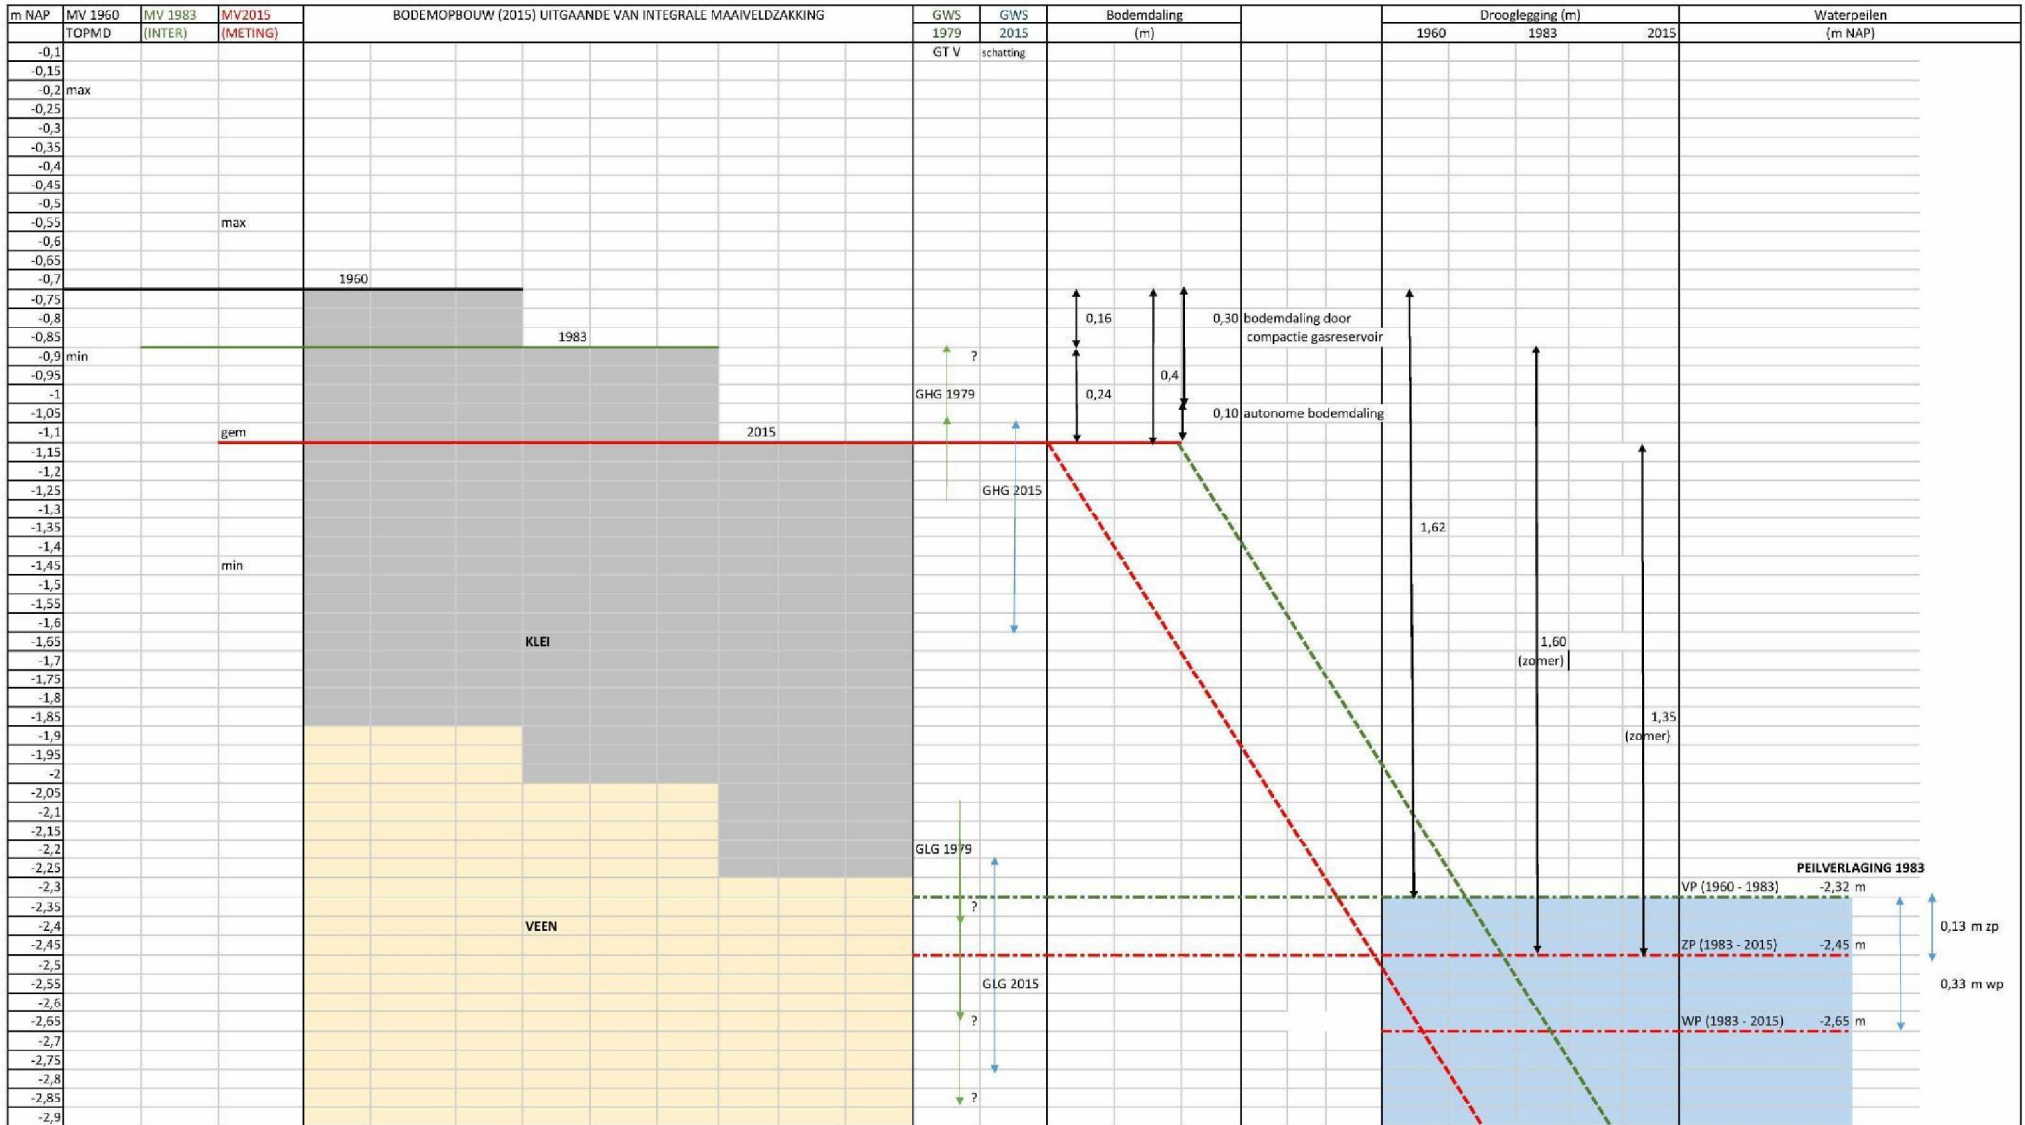 m NAP MV 1960 MV 1983 MV2015 BODEMOPBOUW (2015) UITGAANDE VAN INTEGRALE MAAIVELDZAKKING GWS GWS Bodemdaling Drooglegging (m) Waterpeilen
TOPMD (INTER) (METING) 1979 2015 (m) 1960 1983 2015 (m NAP)
-0,1 GT V schatting
-0,15
-0,2 max
-0,25
-0,3
-0,35
-0,4
-0,45
-0,5
-0,55 max
-0,6
-0,65
-0,7 1960
-0,75
-0,8 0,16 0,30 bodemdaling door
-0,85 1983 compactie gasreservoir
-0,9 min ?
-0,95 0,4
-1 GHG 1979 0,24
-1,05 0,10 autonome bodemdaling
-1,1 gem 2015
-1,15
-1,2
-1,25 GHG 2015
-1,3
-1,35 1,62
-1,4
-1,45 min
-1,5
-1,55
-1,6
-1,65 KLEI 1,60
-1,7 (zomer)
-1,75
-1,8
-1,85 1,35
-1,9 (zomer)
-1,95
-2
-2,05
-2,1
-2,15
-2,2 GLG 1979
-2,25 PEILVERLAGING 1983
-2,3 VP (1960 - 1983) -2,32 m
-2,35 ?
-2,4 VEEN 0,13 m zp
-2,45 ZP (1983 - 2015) -2,45 m
-2,5
-2,55 GLG 2015 0,33 m wp
-2,6
-2,65 ? WP (1983 - 2015) -2,65 m
-2,7
-2,75
-2,8
-2,85 ?
-2,9